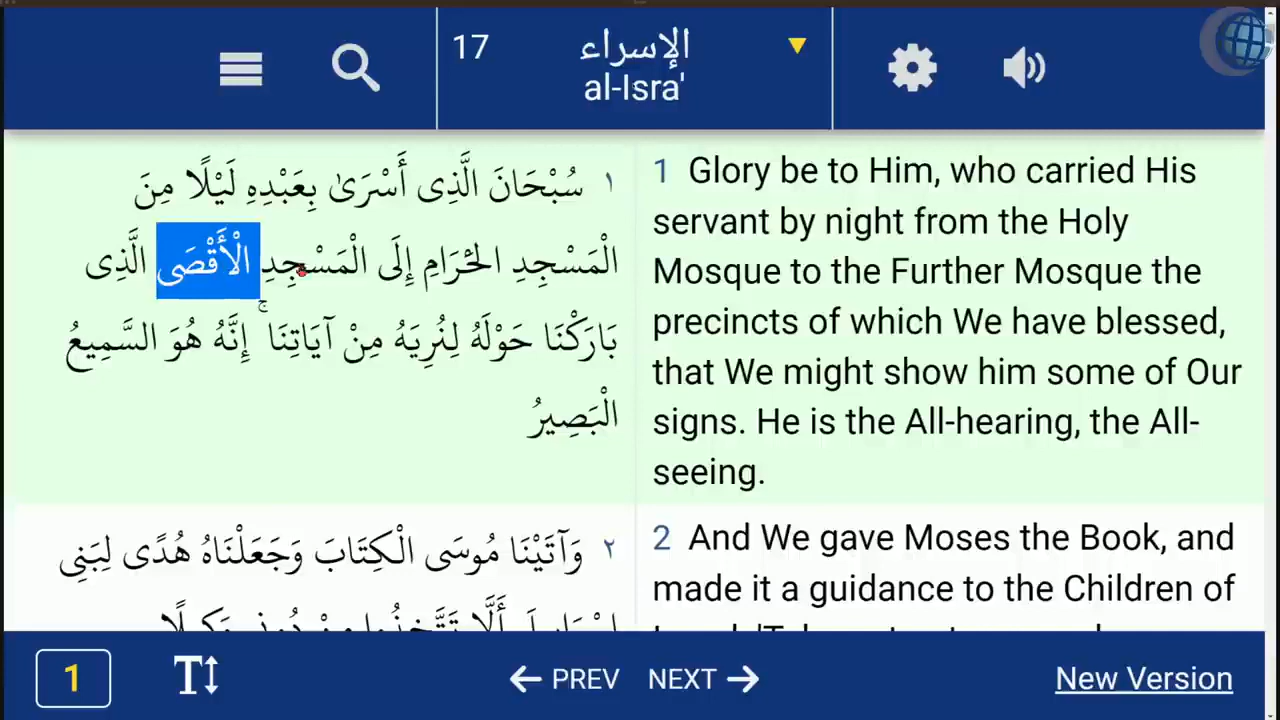 17
الإسراء
al-Isra'
١ سُبْحَانَ الَّذِي أَسْرَىٰ بِعَبْدِهِ لَيْلًا مِنَ
الْمَسْجِدِ الْحَرَامِ إِلَى الْمَسْجِدِ الْأَقْصَى الَّذِي
بَارَكْنَا حَوْلَهُ لِنُرِيَهُ مِنْ آيَاتِنَا ۚ إِنَّهُ هُوَ السَّمِيعُ
الْبَصِيرُ
1 Glory be to Him, who carried His
servant by night from the Holy
Mosque to the Further Mosque the
precincts of which We have blessed,
that We might show him some of Our
signs. He is the All-hearing, the All-
seeing.
٢ وَآتَيْنَا مُوسَى الْكِتَابَ وَجَعَلْنَاهُ هُدًى لِبَنِي
2 And We gave Moses the Book, and
made it a guidance to the Children of
1
T
PREV
NEXT
New Version